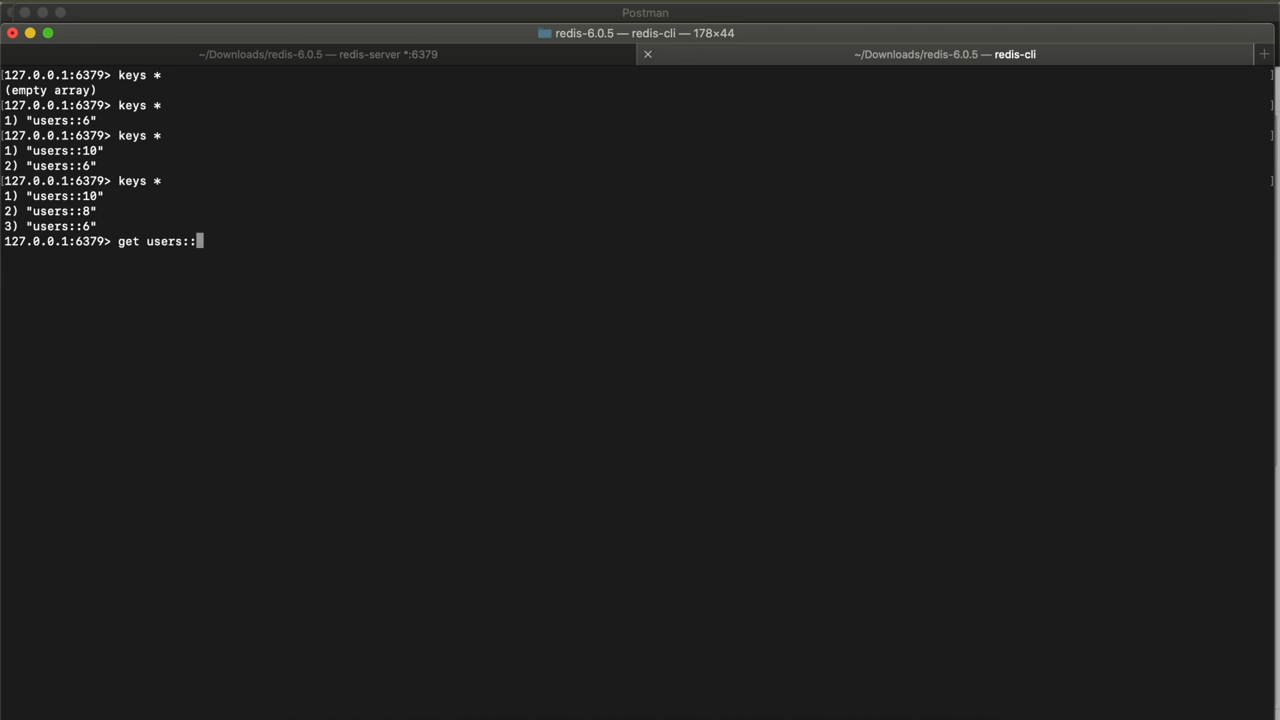 Postman
redis-6.0.5 — redis-cli — 178×44
~/Downloads/redis-6.0.5 — redis-server *:6379
~/Downloads/redis-6.0.5 — redis-cli
[127.0.0.1:6379> keys * ]
(empty array)
[127.0.0.1:6379> keys * ]
1) "users::6"
[127.0.0.1:6379> keys * ]
1) "users::10"
2) "users::6"
[127.0.0.1:6379> keys * ]
1) "users::10"
2) "users::8"
3) "users::6"
127.0.0.1:6379> get users::